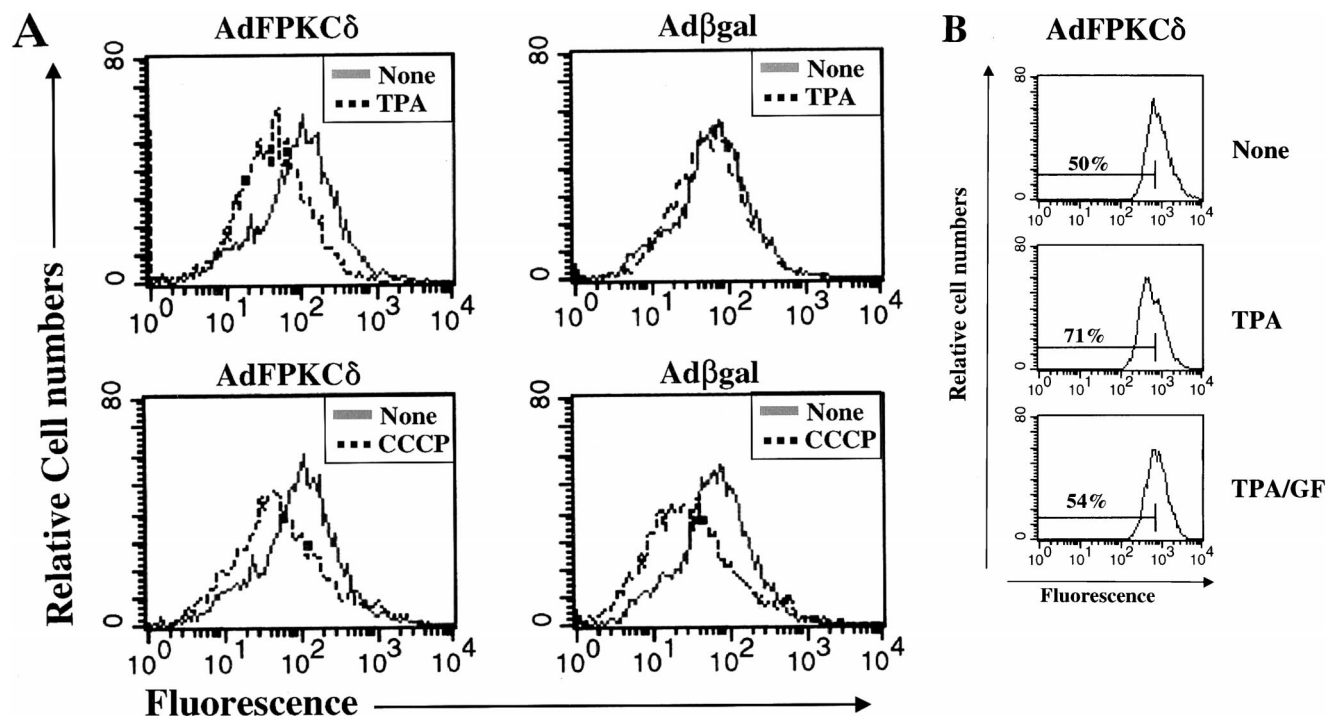 A
AdFPKCδ
Adβgal
80
None
TPA
0
10^0 10^1 10^2 10^3 10^4
80
None
TPA
0
10^0 10^1 10^2 10^3 10^4
AdFPKCδ
Adβgal
80
None
CCCP
0
10^0 10^1 10^2 10^3 10^4
80
None
CCCP
0
10^0 10^1 10^2 10^3 10^4
Relative Cell numbers
Fluorescence
B
AdFPKCδ
80
50%
0
10^0 10^1 10^2 10^3 10^4
None
80
71%
0
10^0 10^1 10^2 10^3 10^4
TPA
80
54%
0
10^0 10^1 10^2 10^3 10^4
TPA/GF
Relative cell numbers
Fluorescence